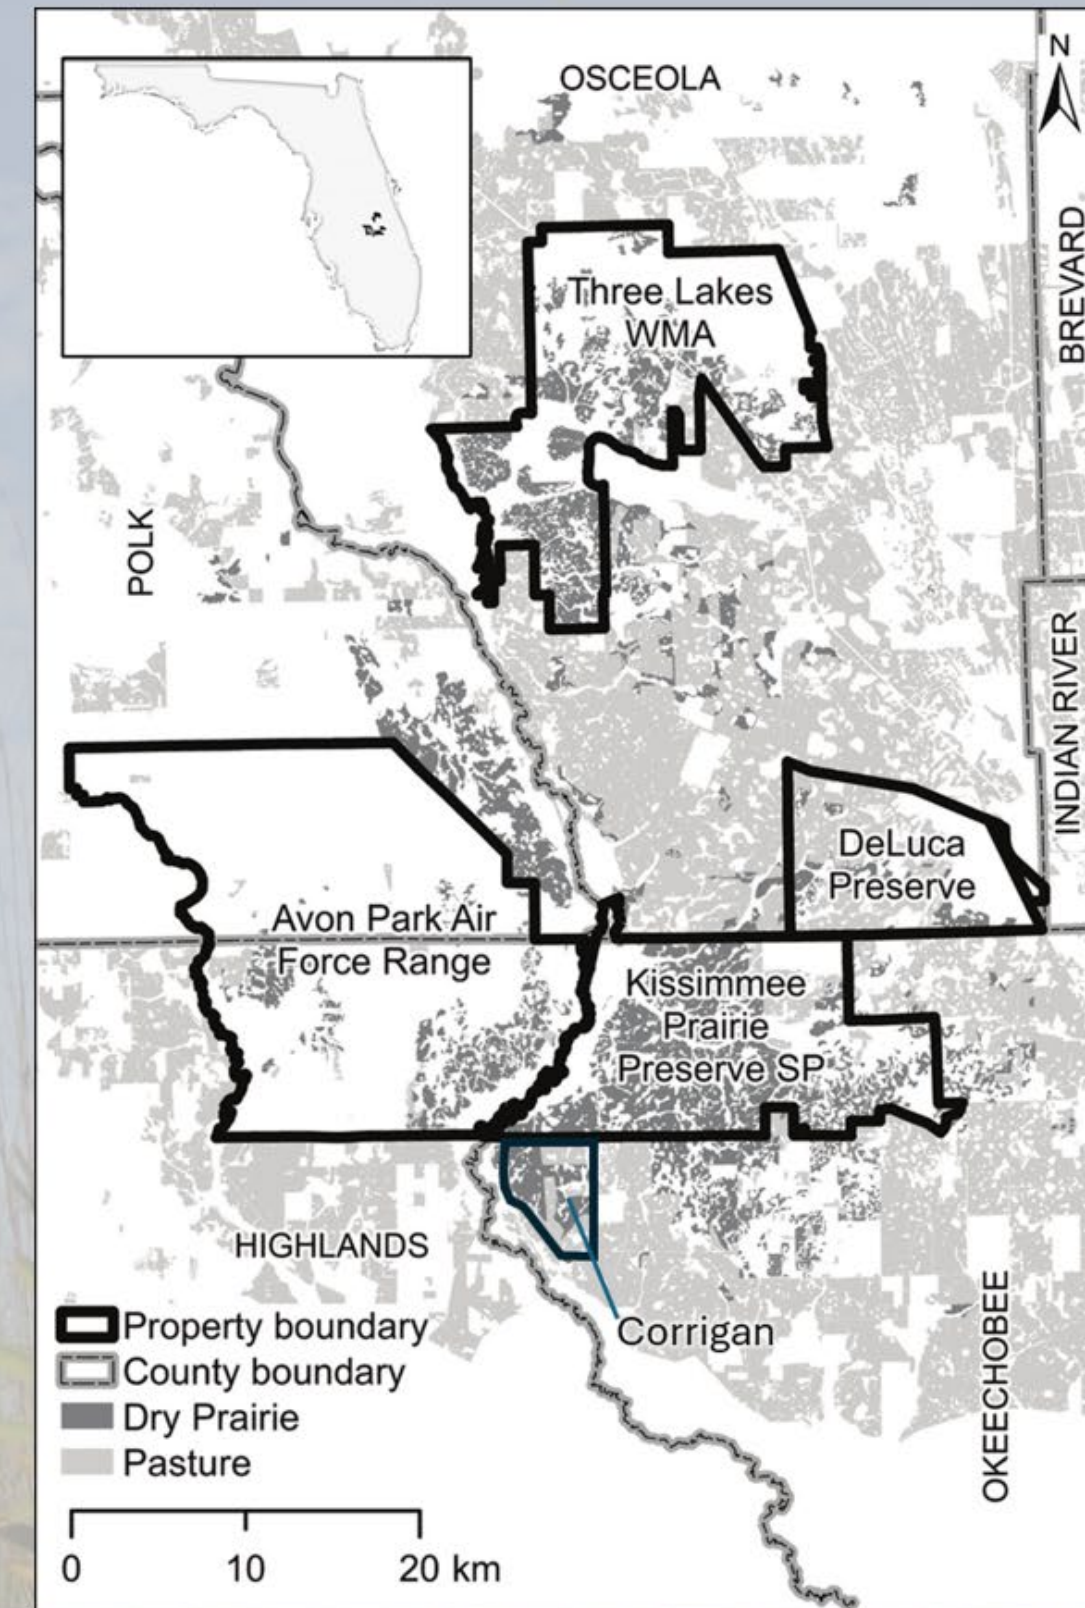 N
OSCEOLA
BREVARD
Three Lakes
WMA
POLK
INDIAN RIVER
DeLuca
Preserve
Avon Park Air
Force Range
Kissimmee
Prairie
Preserve SP
HIGHLANDS
OKEECHOBEE
Corrigan
Property boundary
County boundary
Dry Prairie
Pasture
0 10 20 km